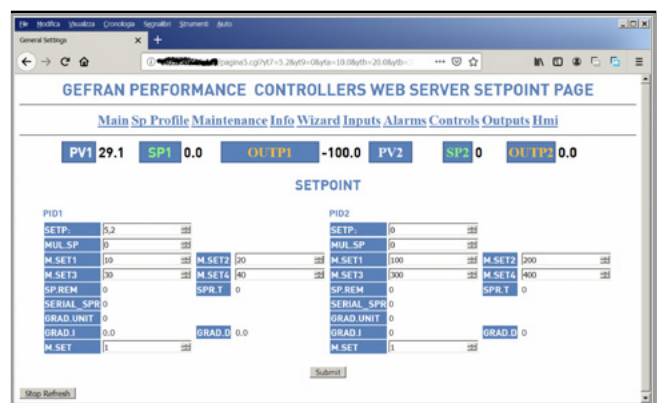 File Modifica Visualizza Cronologia Segnalibri Strumenti Aiuto
General Settings × +
/pagina5.cgi?yt7=5.2&yt9=0&yta=10.0&ytb=20.0&ytb=
GEFRAN PERFORMANCE CONTROLLERS WEB SERVER SETPOINT PAGE
Main Sp Profile Maintenance Info Wizard Inputs Alarms Controls Outputs Hmi
PV1 29.1 SP1 0.0 OUTP1 -100.0 PV2 SP2 0 OUTP2 0.0
SETPOINT
PID1 PID2
SETP: 5,2 SETP: 0
MUL.SP 0 MUL.SP 0
M.SET1 10 M.SET2 20 M.SET1 100 M.SET2 200
M.SET3 30 M.SET4 40 M.SET3 300 M.SET4 400
SP.REM 0 SPR.T 0 SP.REM 0 SPR.T 0
SERIAL_SPR 0 SERIAL_SPR 0
GRAD.UNIT 0 GRAD.UNIT 0
GRAD.I 0.0 GRAD.D 0.0 GRAD.I 0 GRAD.D 0
M.SET 1 M.SET 1
Submit
Stop Refresh